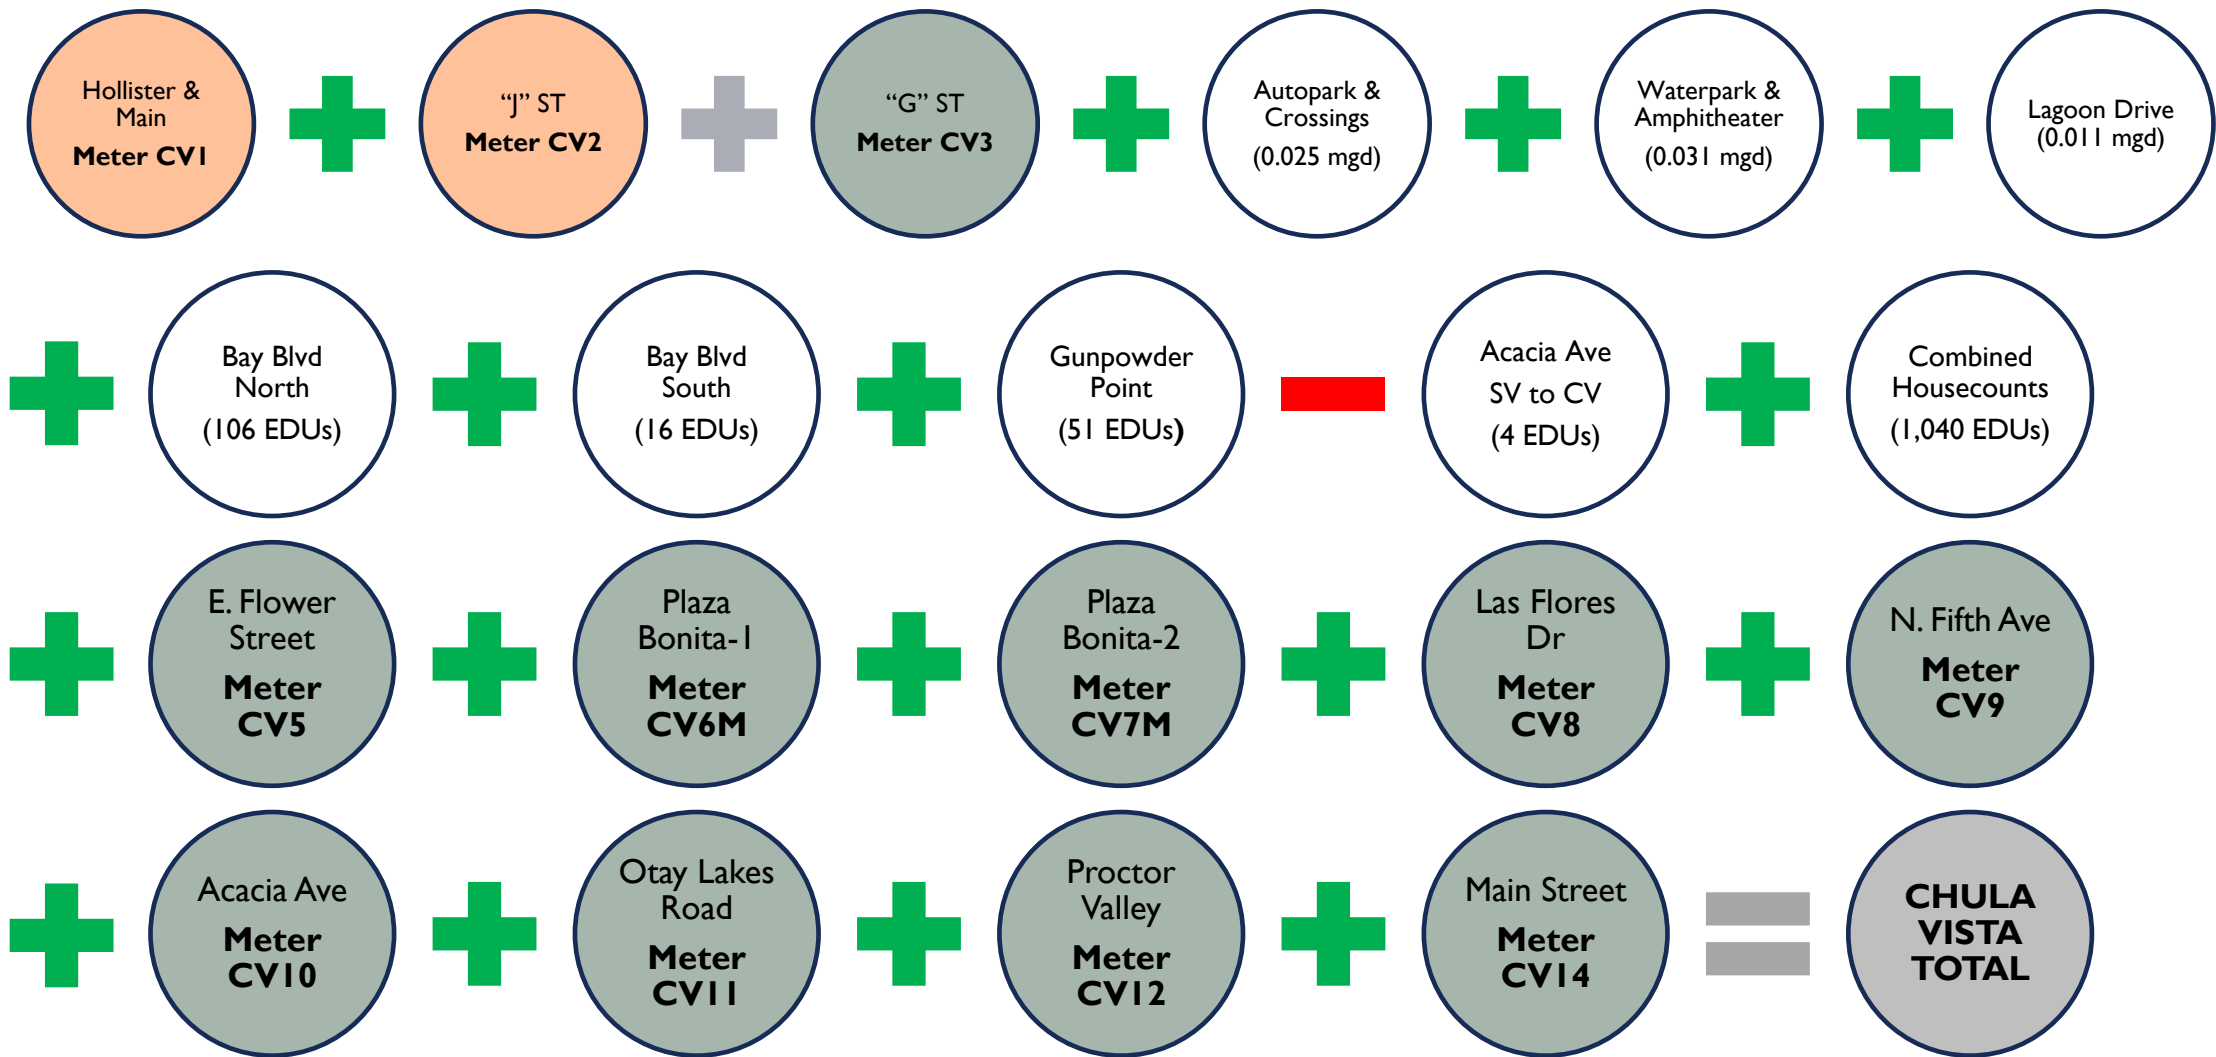 Hollister &
Main
Meter CV1
“J” ST
Meter CV2
“G” ST
Meter CV3
Autopark &
Crossings
(0.025 mgd)
Waterpark &
Amphitheater
(0.031 mgd)
Lagoon Drive
(0.011 mgd)
Bay Blvd
North
(106 EDUs)
Bay Blvd
South
(16 EDUs)
Gunpowder
Point
(51 EDUs)
Acacia Ave
SV to CV
(4 EDUs)
Combined
Housecounts
(1,040 EDUs)
E. Flower
Street
Meter
CV5
Plaza
Bonita-1
Meter
CV6M
Plaza
Bonita-2
Meter
CV7M
Las Flores
Dr
Meter
CV8
N. Fifth Ave
Meter
CV9
Acacia Ave
Meter
CV10
Otay Lakes
Road
Meter
CV11
Proctor
Valley
Meter
CV12
Main Street
Meter
CV14
CHULA
VISTA
TOTAL